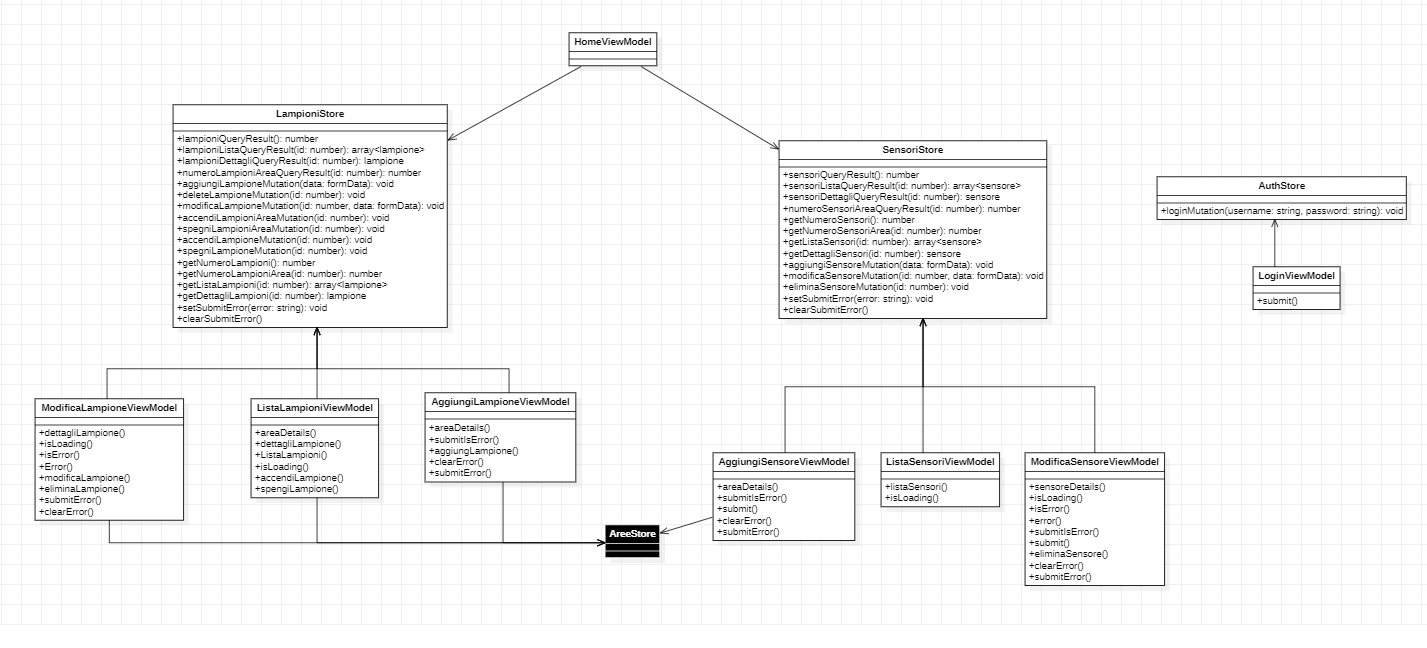 HomeViewModel
LampioniStore
+lampioniQueryResult(): number
+lampioniListaQueryResult(id: number): array<lampione>
+lampioniDettagliQueryResult(id: number): lampione
+numeroLampioniAreaQueryResult(id: number): number
+aggiungiLampioneMutation(data: formData): void
+deleteLampioneMutation(id: number): void
+modificaLampioneMutation(id: number, data: formData): void
+accendiLampioniAreaMutation(id: number): void
+spegniLampioniAreaMutation(id: number): void
+accendiLampioneMutation(id: number): void
+spegniLampioneMutation(id: number): void
+getNumeroLampioni(): number
+getNumeroLampioniArea(id: number): number
+getListaLampioni(id: number): array<lampione>
+getDettagliLampioni(id: number): lampione
+setSubmitError(error: string): void
+clearSubmitError()
SensoriStore
+sensoriQueryResult(): number
+sensoriListaQueryResult(id: number): array<sensore>
+sensoriDettagliQueryResult(id: number): sensore
+numeroSensoriAreaQueryResult(id: number): number
+getNumeroSensori(): number
+getNumeroSensoriArea(id: number): number
+getListaSensori(id: number): array<sensore>
+getDettagliSensori(id: number): sensore
+aggiungiSensoreMutation(data: formData): void
+modificaSensoreMutation(id: number, data: formData): void
+eliminaSensoreMutation(id: number): void
+setSubmitError(error: string): void
+clearSubmitError()
AuthStore
+loginMutation(username: string, password: string): void
LoginViewModel
+submit()
ModificaLampioneViewModel
+dettagliLampione()
+isLoading()
+isError()
+Error()
+modificaLampione()
+eliminaLampione()
+submitError()
+clearError()
ListaLampioniViewModel
+areaDetails()
+dettagliLampione()
+ListaLampioni()
+isLoading()
+accendiLampione()
+spengiLampione()
AggiungiLampioneViewModel
+areaDetails()
+submitIsError()
+aggiungLampione()
+clearError()
+submitError()
AreeStore
AggiungiSensoreViewModel
+areaDetails()
+submitIsError()
+submit()
+clearError()
+submitError()
ListaSensoriViewModel
+listaSensori()
+isLoading()
ModificaSensoreViewModel
+sensoreDetails()
+isLoading()
+isError()
+error()
+submitIsError()
+submit()
+eliminaSensore()
+clearError()
+submitError()